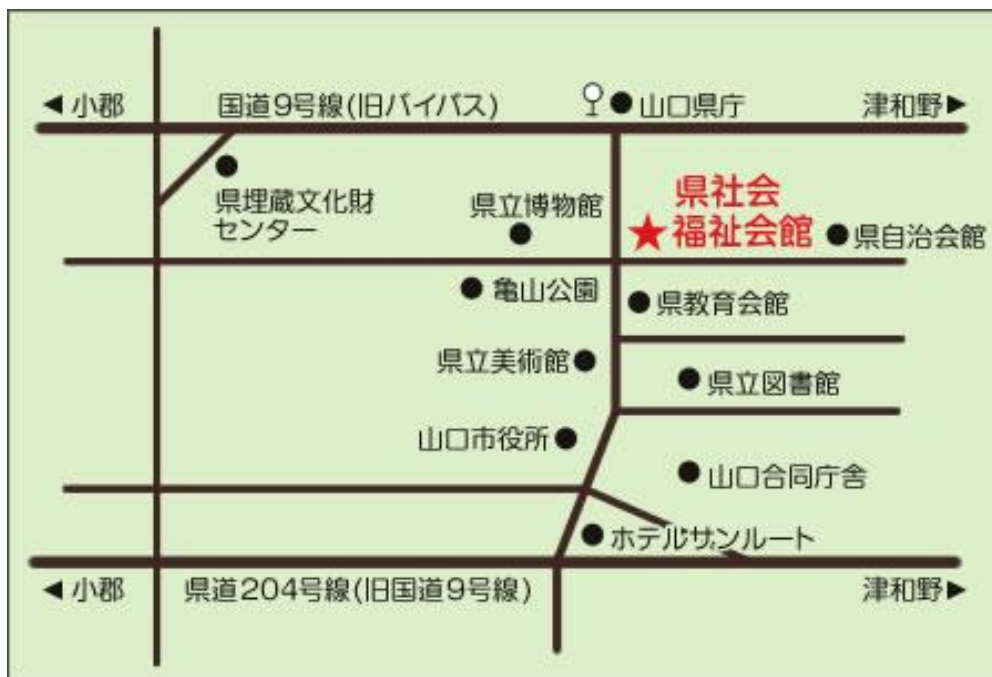 ◀ 小郡
国道9号線(旧バイパス)
山口県庁
津和野▶
県埋蔵文化財
センター
県立博物館
県社会
★福祉会館
県自治会館
亀山公園
県教育会館
県立美術館
県立図書館
山口市役所
山口合同庁舎
ホテルサンルート
◀ 小郡
県道204号線(旧国道9号線)
津和野▶